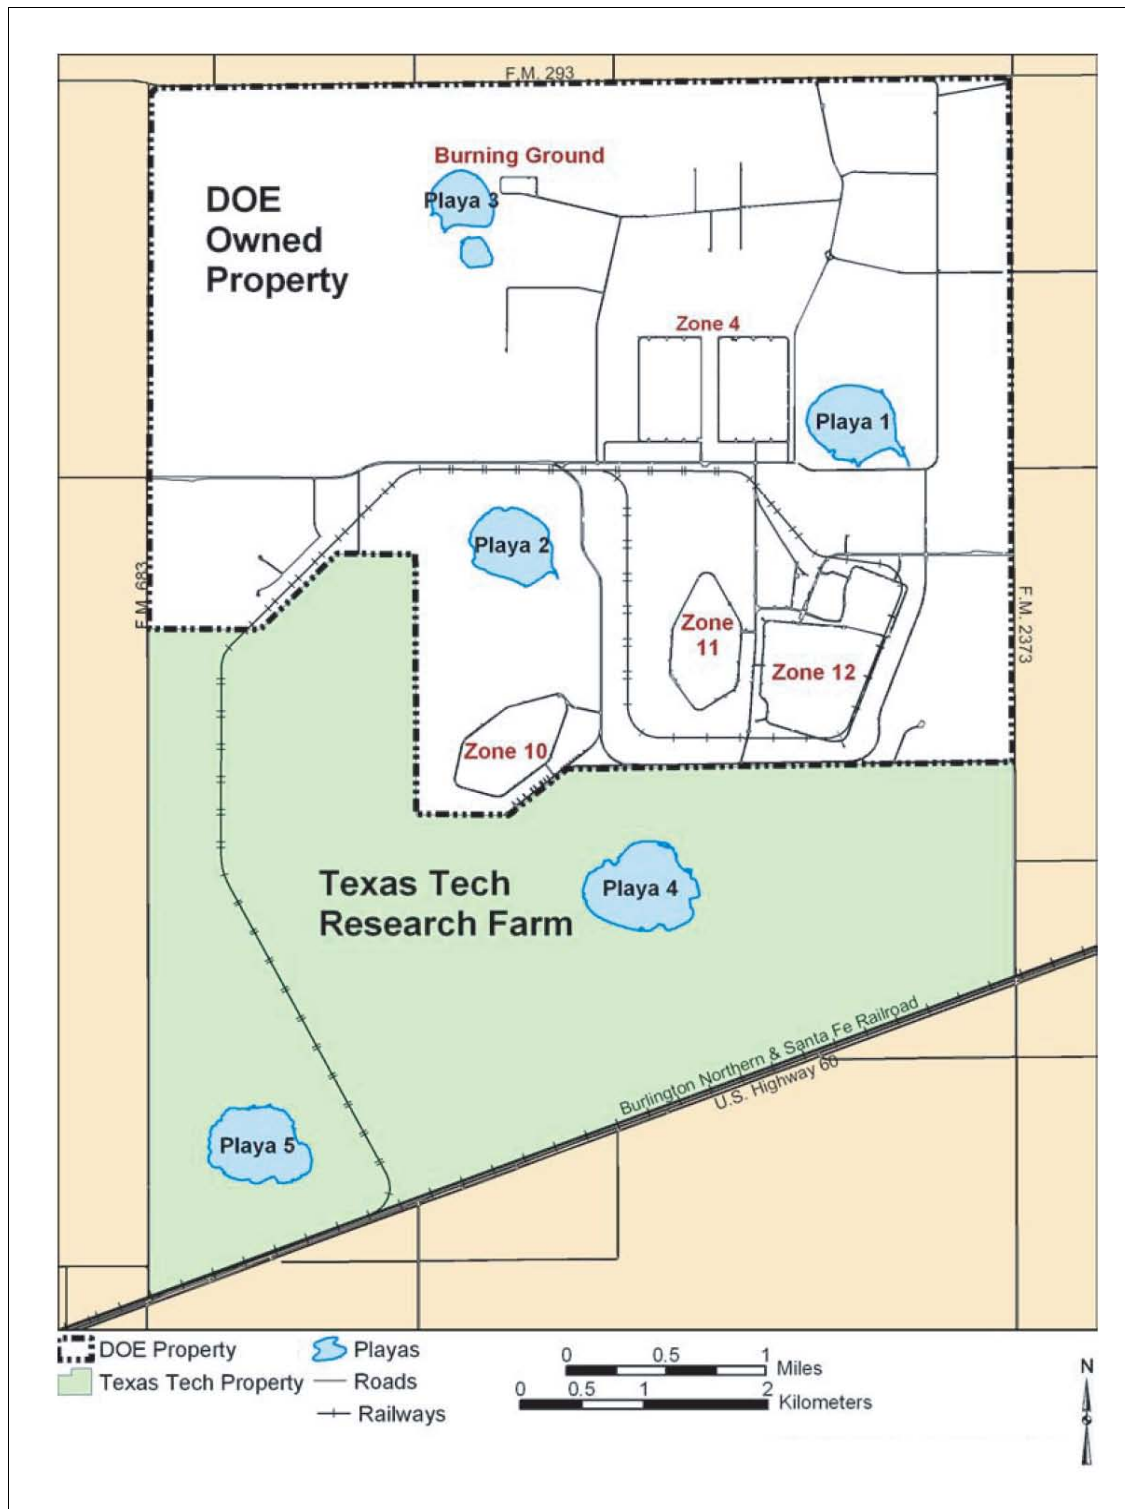 F.M. 293
Burning Ground
Playa 3
DOE
Owned
Property
Zone 4
Playa 1
Playa 2
F.M. 683
F.M. 2373
Zone
11
Zone 12
Zone 10
Texas Tech
Research Farm
Playa 4
Burlington Northern & Santa Fe Railroad
U.S. Highway 60
Playa 5
DOE Property
Playas
Texas Tech Property
Roads
Railways
0 0.5 1
Miles
0 0.5 1 2
Kilometers
N